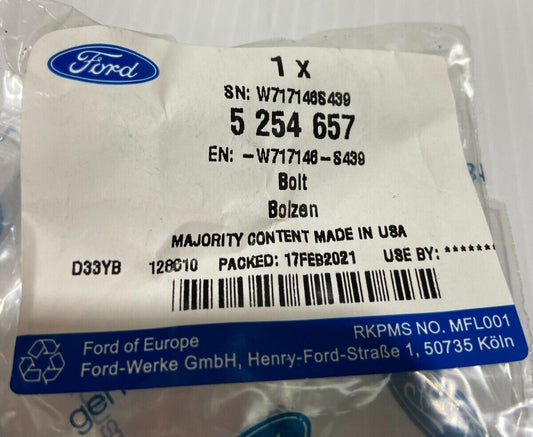 Ford
1 X
SN: W717146S439
5 254 657
EN: -W717146-S439
Bolt
Bolzen
MAJORITY CONTENT MADE IN USA
D33YB 128C10 PACKED: 17FEB2021 USE BY: *******
RKPMS NO. MFL001
Ford of Europe
Ford-Werke GmbH, Henry-Ford-Straße 1, 50735 Köln